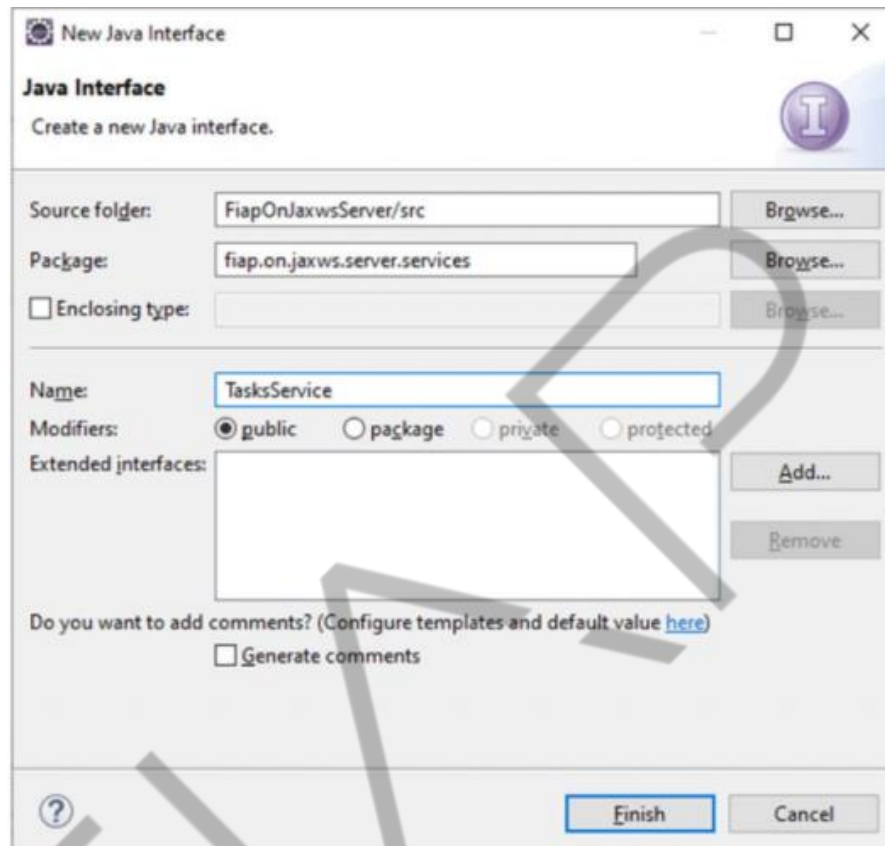 New Java Interface
Java Interface
Create a new Java interface.
I
Source folder: FiapOnJaxwsServer/src Browse...
Package: fiap.on.jaxws.server.services Browse...
Enclosing type: Browse...
Name: TasksService
Modifiers: public package private protected
Extended interfaces: Add...
Remove
Do you want to add comments? (Configure templates and default value here)
Generate comments
? Finish Cancel